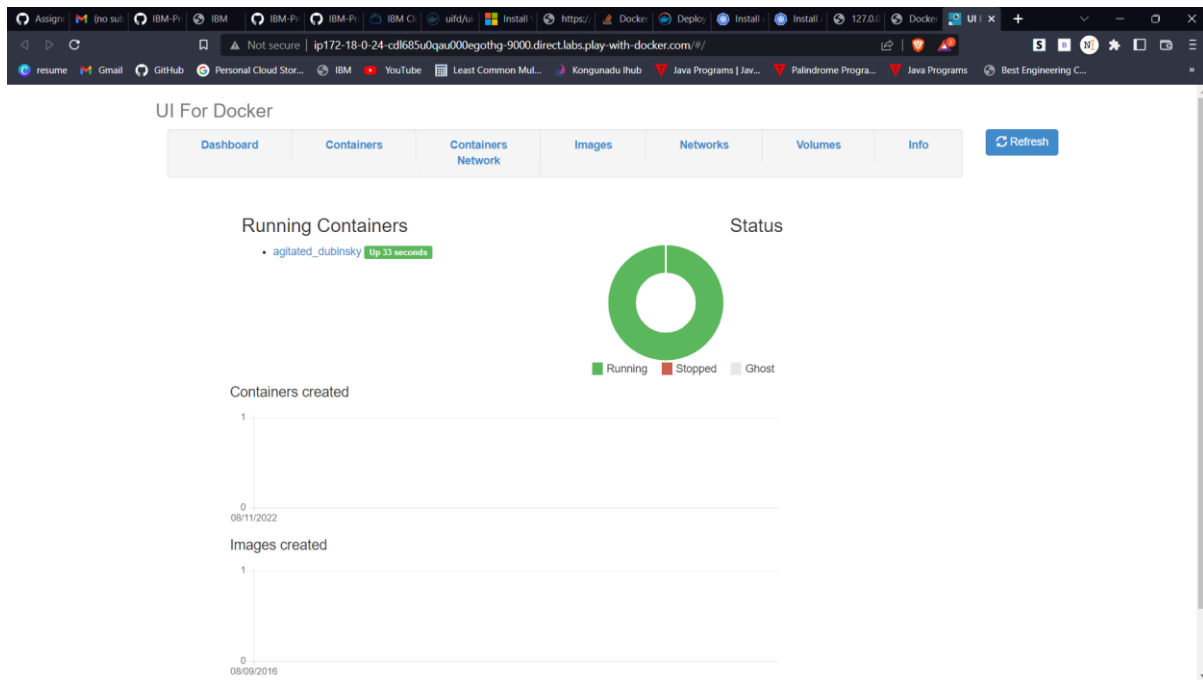 Assign M (no sub IBM-Pr IBM IBM-Pr IBM-Pr IBM Cl uifd/ui Install https:// Docke Deploy Install Install 127.0.0 Docke UI
Not secure ip172-18-0-24-cdl685u0qau000egothg-9000.direct.labs.play-with-docker.com/#/
resume Gmail GitHub Personal Cloud Stor... IBM YouTube Least Common Mul... Kongunadu Ihub Java Programs | Jav... Palindrome Progra... Java Programs Best Engineering C...
UI For Docker
Dashboard Containers Containers Network Images Networks Volumes Info Refresh
Running Containers
Status
agitated_dubinsky Up 33 seconds
Running Stopped Ghost
Containers created
1
0
08/11/2022
Images created
1
0
08/09/2016